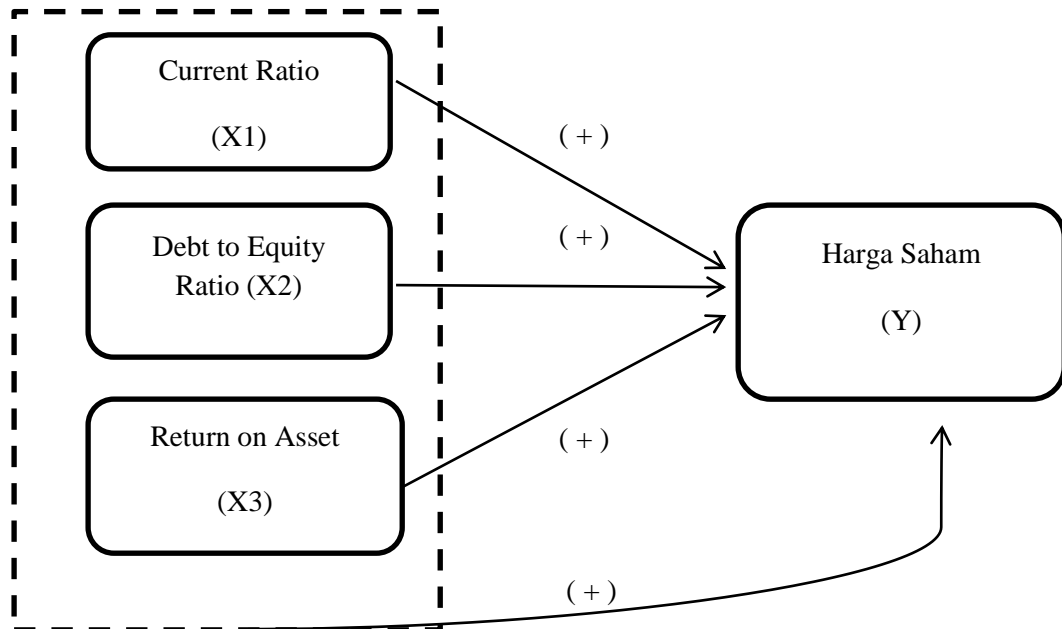 Current Ratio
(X1)
( + )
Debt to Equity
Ratio (X2)
( + )
Harga Saham
(Y)
Return on Asset
(X3)
( + )
( + )